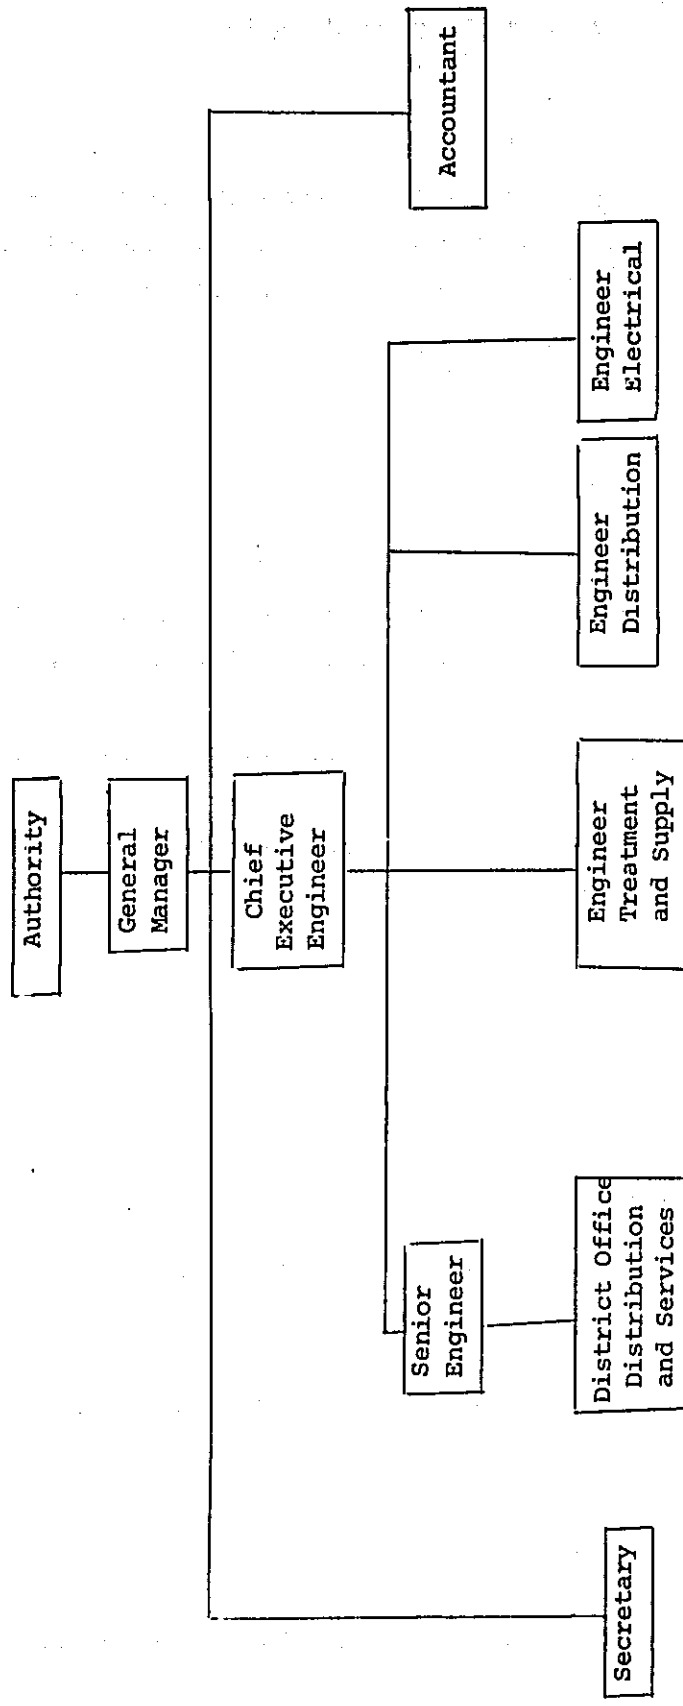 Authority
General
Manager
Chief
Executive
Engineer
Accountant
Senior
Engineer
Secretary
District Office
Distribution
and Services
Engineer
Treatment
and Supply
Engineer
Distribution
Engineer
Electrical